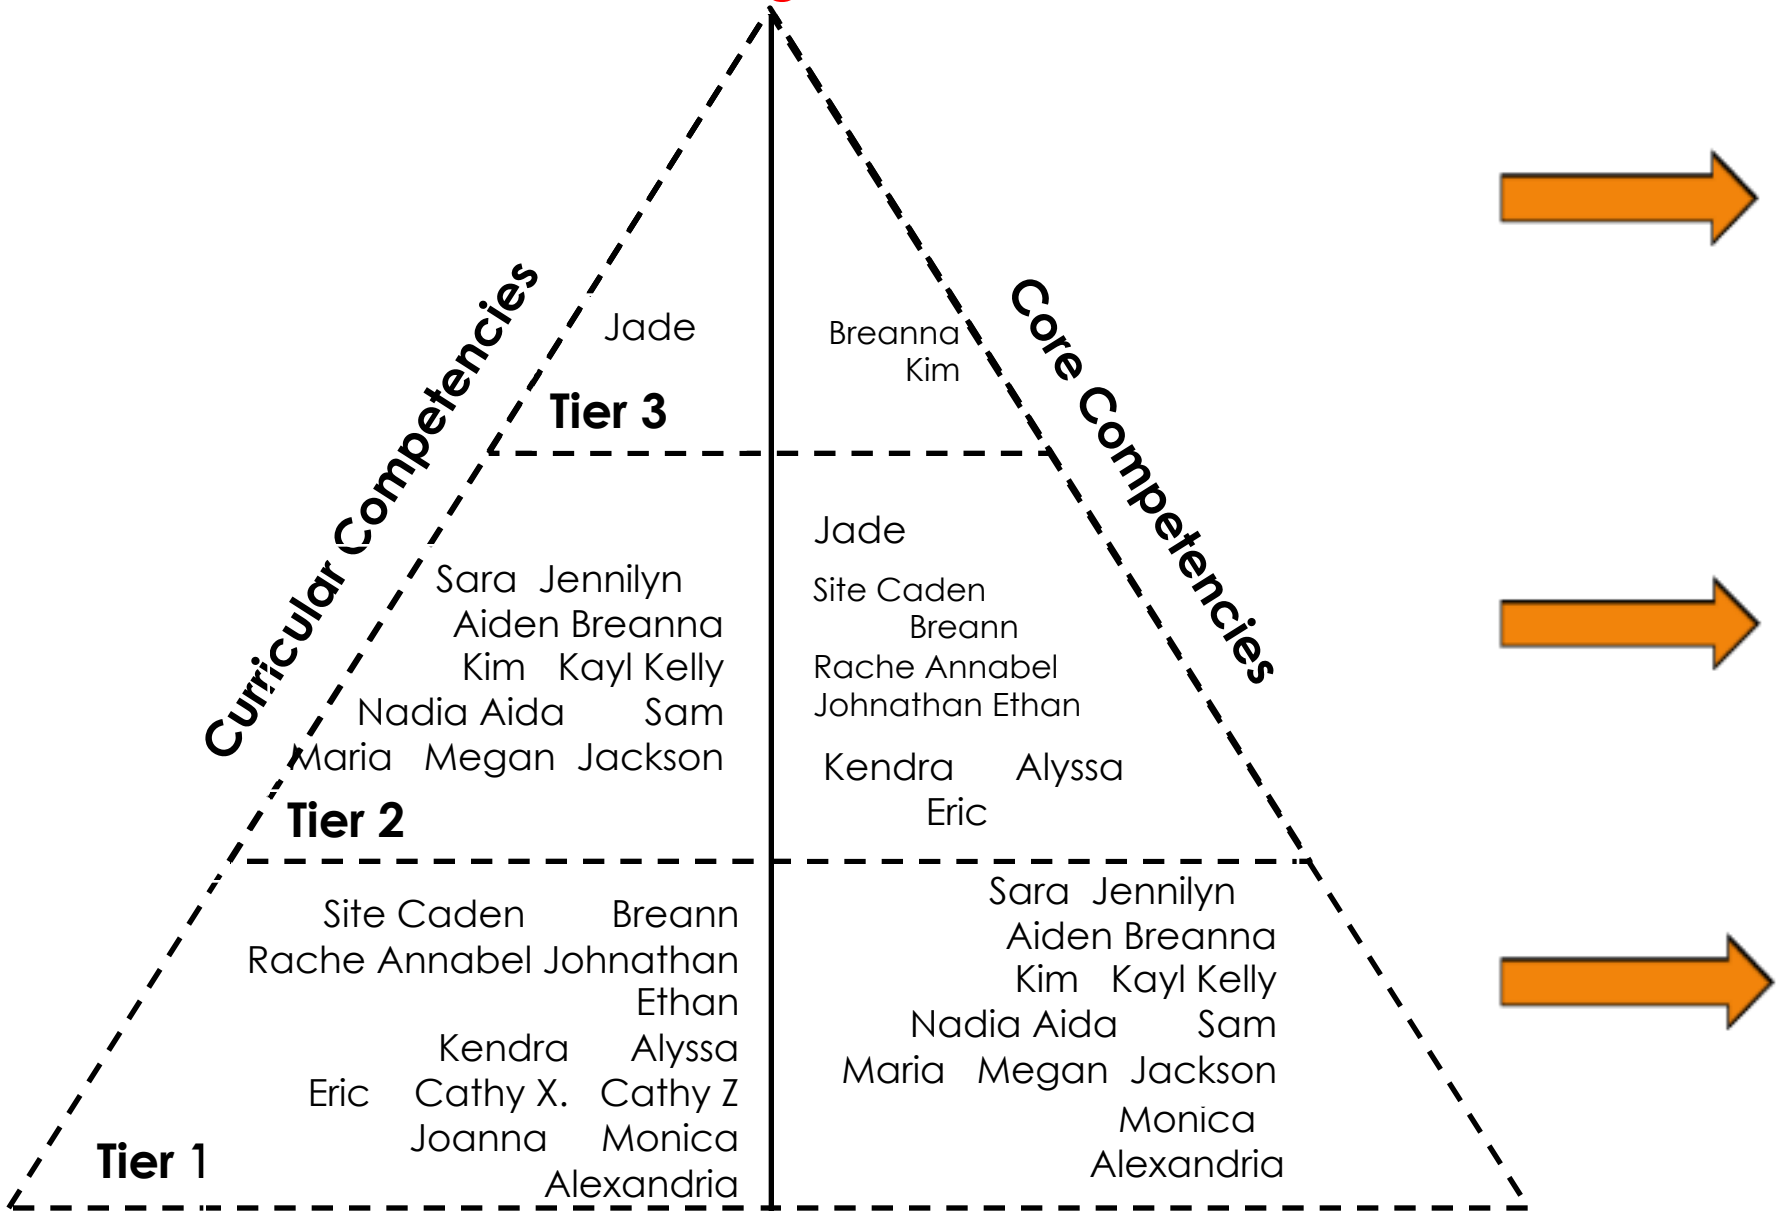 Curricular Competencies
Core Competencies
Jade
Tier 3
Breanna
Kim
Sara Jennilyn
Aiden Breanna
Kim Kayl Kelly
Nadia Aida Sam
Maria Megan Jackson
Tier 2
Jade
Site Caden
Breann
Rache Annabel
Johnathan Ethan
Kendra Alyssa
Eric
Site Caden Breann
Rache Annabel Johnathan
Ethan
Kendra Alyssa
Eric Cathy X. Cathy Z
Joanna Monica
Alexandria
Tier 1
Sara Jennilyn
Aiden Breanna
Kim Kayl Kelly
Nadia Aida Sam
Maria Megan Jackson
Monica
Alexandria